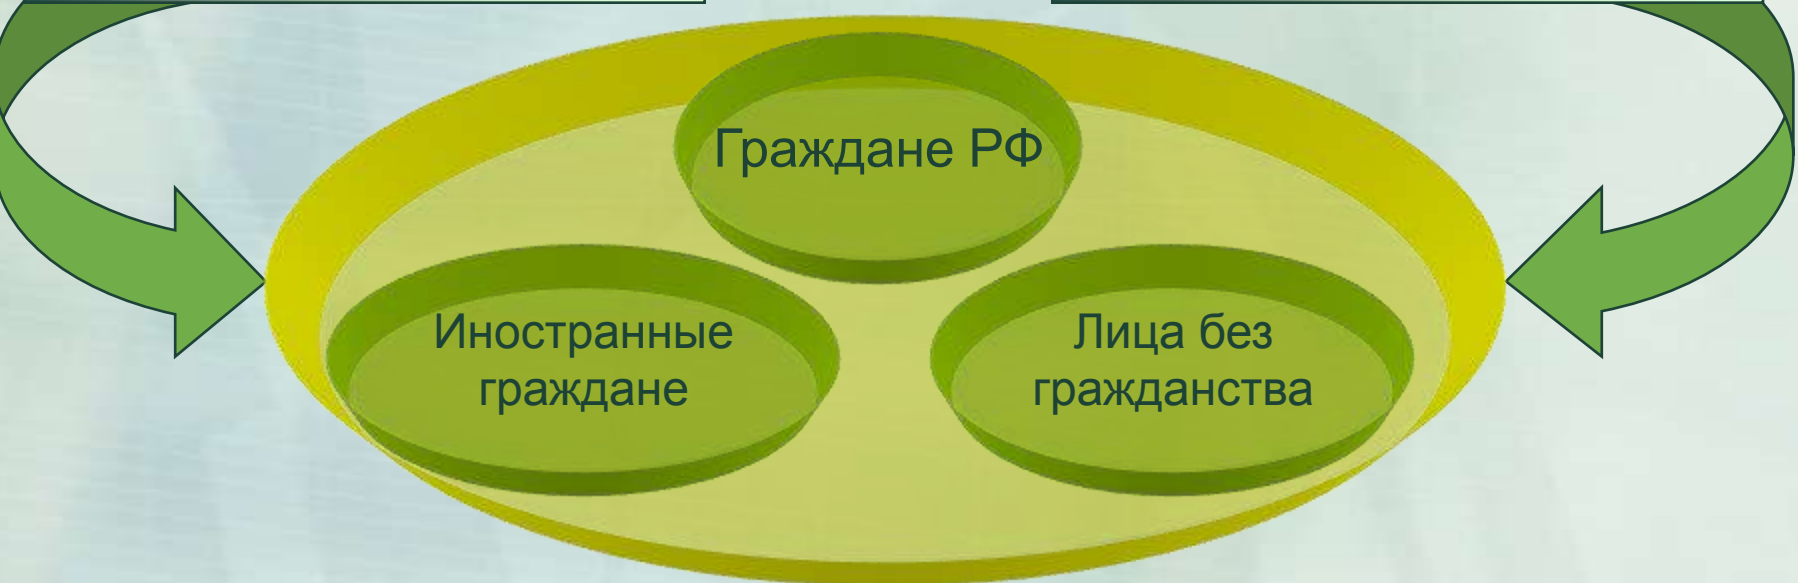 Граждане РФ
Иностранные
граждане
Лица без
гражданства